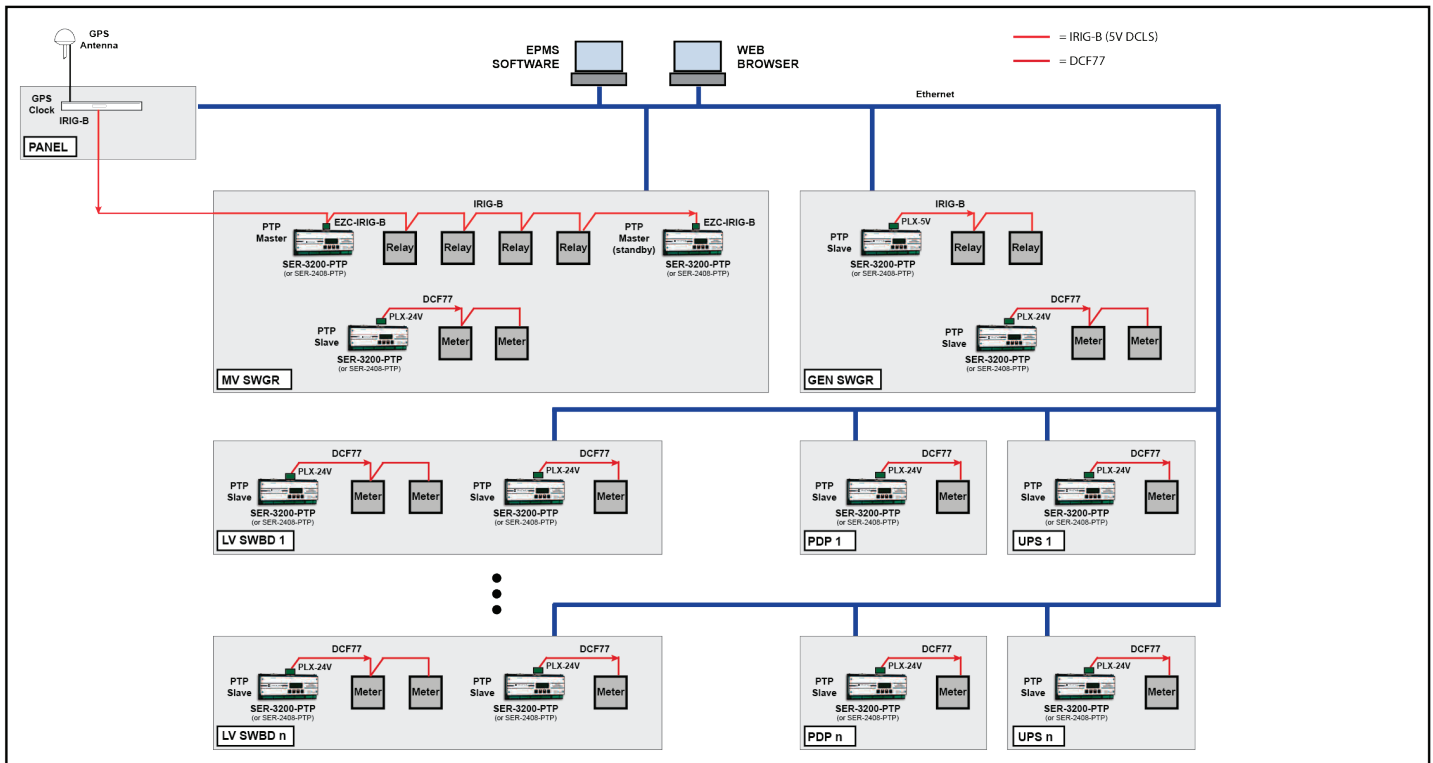 GPS
Antenna
EPMS
SOFTWARE
WEB
BROWSER
= IRIG-B (5V DCLS)
= DCF77
GPS
Clock
IRIG-B
PANEL
Ethernet
IRIG-B
PTP
Master
EZC-IRIG-B
SER-3200-PTP
(or SER-2408-PTP)
Relay
Relay
Relay
Relay
PTP
Master
(standby)
EZC-IRIG-B
SER-3200-PTP
(or SER-2408-PTP)
DCF77
PLX-24V
PTP
Slave
SER-3200-PTP
(or SER-2408-PTP)
Meter
Meter
MV SWGR
IRIG-B
PLX-5V
PTP
Slave
SER-3200-PTP
(or SER-2408-PTP)
Relay
Relay
DCF77
PLX-24V
PTP
Slave
SER-3200-PTP
(or SER-2408-PTP)
Meter
Meter
GEN SWGR
DCF77
PLX-24V
PTP
Slave
SER-3200-PTP
(or SER-2408-PTP)
Meter
Meter
DCF77
PLX-24V
PTP
Slave
SER-3200-PTP
(or SER-2408-PTP)
Meter
LV SWBD 1
DCF77
PLX-24V
PTP
Slave
SER-3200-PTP
(or SER-2408-PTP)
Meter
PDP 1
DCF77
PLX-24V
PTP
Slave
SER-3200-PTP
(or SER-2408-PTP)
Meter
UPS 1
DCF77
PLX-24V
PTP
Slave
SER-3200-PTP
(or SER-2408-PTP)
Meter
Meter
DCF77
PLX-24V
PTP
Slave
SER-3200-PTP
(or SER-2408-PTP)
Meter
LV SWBD n
DCF77
PLX-24V
PTP
Slave
SER-3200-PTP
(or SER-2408-PTP)
Meter
PDP n
DCF77
PLX-24V
PTP
Slave
SER-3200-PTP
(or SER-2408-PTP)
Meter
UPS n